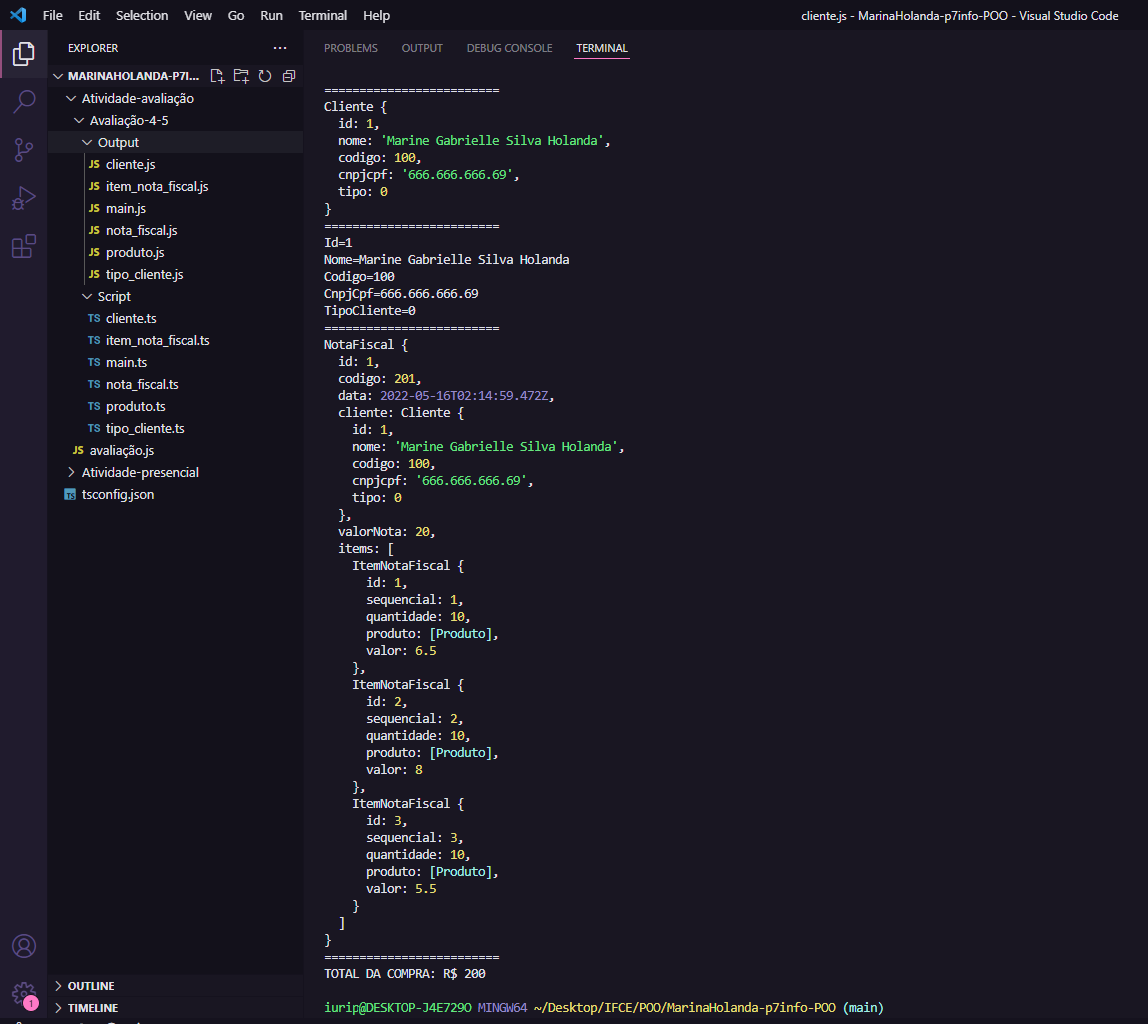 File Edit Selection View Go Run Terminal Help
cliente.js - MarinaHolanda-p7info-POO - Visual Studio Code
EXPLORER
MARINAHOLANDA-P7I...
Atividade-avaliação
Avaliação-4-5
Output
JS cliente.js
JS item_nota_fiscal.js
JS main.js
JS nota_fiscal.js
JS produto.js
JS tipo_cliente.js
Script
TS cliente.ts
TS item_nota_fiscal.ts
TS main.ts
TS nota_fiscal.ts
TS produto.ts
TS tipo_cliente.ts
JS avaliação.js
Atividade-presencial
TS tsconfig.json
OUTLINE
TIMELINE
1
PROBLEMS OUTPUT DEBUG CONSOLE TERMINAL
=========================
Cliente {
  id: 1,
  nome: 'Marine Gabrielle Silva Holanda',
  codigo: 100,
  cnpjcpf: '666.666.666.69',
  tipo: 0
}
=========================
Id=1
Nome=Marine Gabrielle Silva Holanda
Codigo=100
CnpjCpf=666.666.666.69
TipoCliente=0
=========================
NotaFiscal {
  id: 1,
  codigo: 201,
  data: 2022-05-16T02:14:59.472Z,
  cliente: Cliente {
    id: 1,
    nome: 'Marine Gabrielle Silva Holanda',
    codigo: 100,
    cnpjcpf: '666.666.666.69',
    tipo: 0
  },
  valorNota: 20,
  items: [
    ItemNotaFiscal {
      id: 1,
      sequencial: 1,
      quantidade: 10,
      produto: [Produto],
      valor: 6.5
    },
    ItemNotaFiscal {
      id: 2,
      sequencial: 2,
      quantidade: 10,
      produto: [Produto],
      valor: 8
    },
    ItemNotaFiscal {
      id: 3,
      sequencial: 3,
      quantidade: 10,
      produto: [Produto],
      valor: 5.5
    }
  ]
}
=========================
TOTAL DA COMPRA: R$ 200
iurip@DESKTOP-J4E729O MINGW64 ~/Desktop/IFCE/POO/MarinaHolanda-p7info-POO (main)